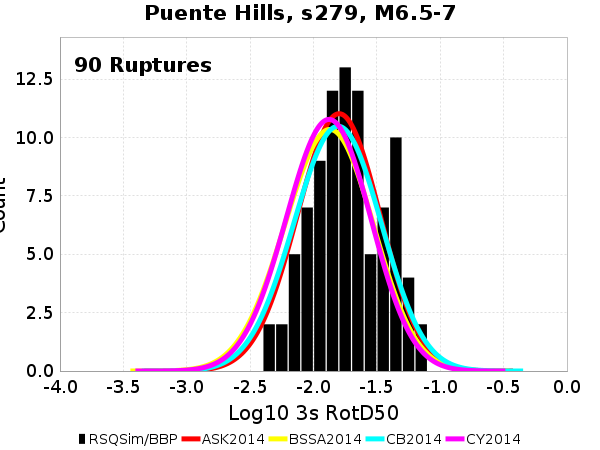 Puente Hills, s279, M6.5-7
90 Ruptures
12.5
10.0
7.5
5.0
2.5
0.0
Count
-4.0 -3.5 -3.0 -2.5 -2.0 -1.5 -1.0 -0.5 0.0
Log10 3s RotD50
RSQSim/BBP ASK2014 BSSA2014 CB2014 CY2014